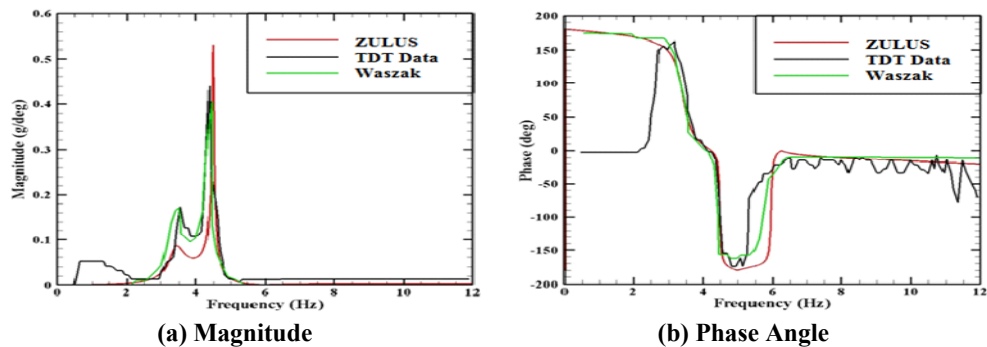 ZULUS
TDT Data
Waszak
Magnitude (g/deg)
0.6
0.5
0.4
0.3
0.2
0.1
0
0 2 4 6 8 10 12
Frequency (Hz)
(a) Magnitude
ZULUS
TDT Data
Waszak
Phase (deg)
200
150
100
50
0
-50
-100
-150
-200
0 2 4 6 8 10 12
Frequency (Hz)
(b) Phase Angle